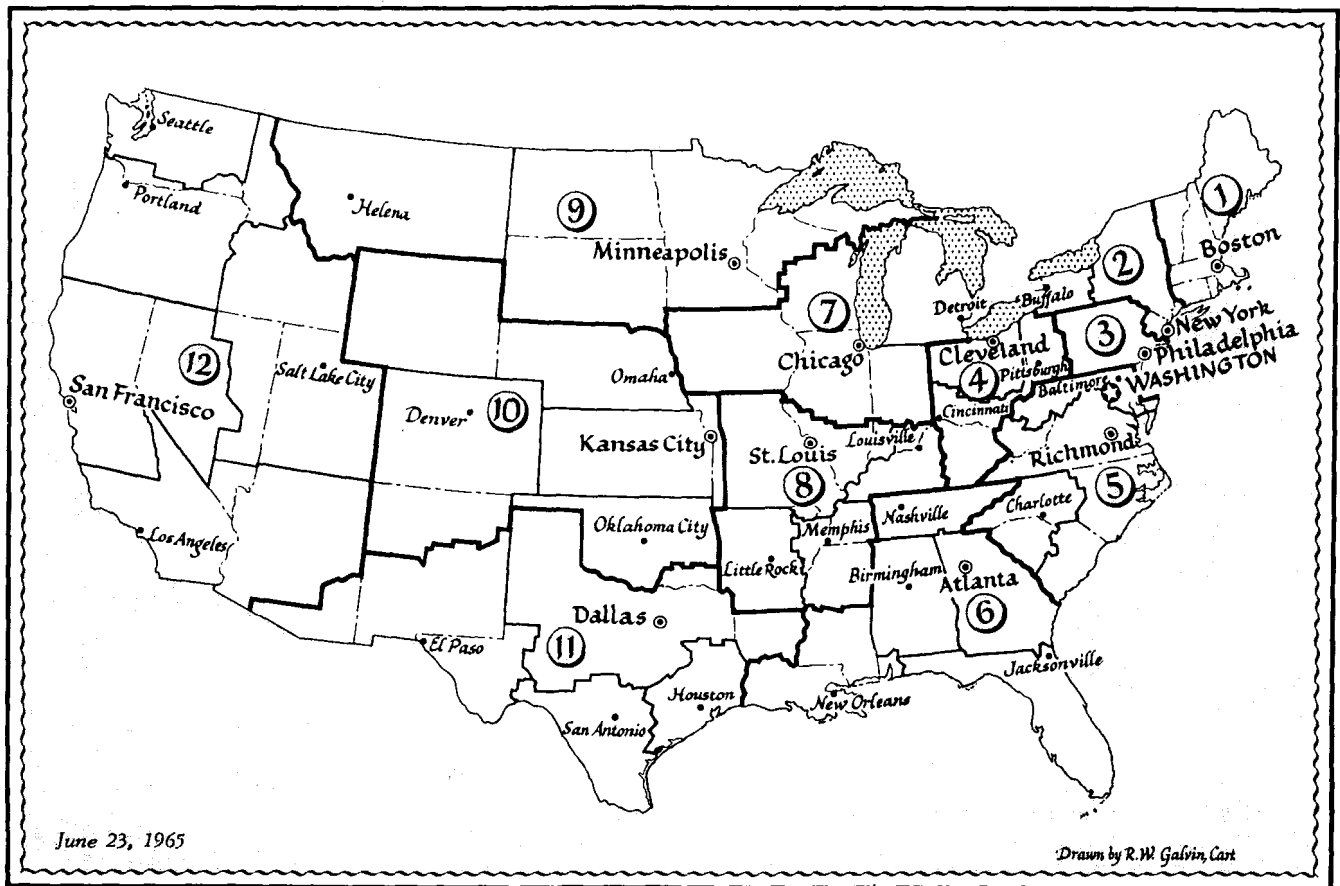 Seattle
Portland
Helena
9
Minneapolis
1
Boston
2
Buffalo
Detroit
7
Chicago
3
New York
Philadelphia
Cleveland
Pittsburgh
4
WASHINGTON
Baltimore
Cincinnati
12
San Francisco
Salt Lake City
Omaha
Denver
10
Kansas City
St. Louis
8
Louisville
Richmond
5
Charlotte
Nashville
Memphis
Los Angeles
Oklahoma City
Little Rock
Birmingham
Atlanta
6
Dallas
11
El Paso
Houston
San Antonio
New Orleans
Jacksonville
June 23, 1965
Drawn by R.W. Galvin, Cart